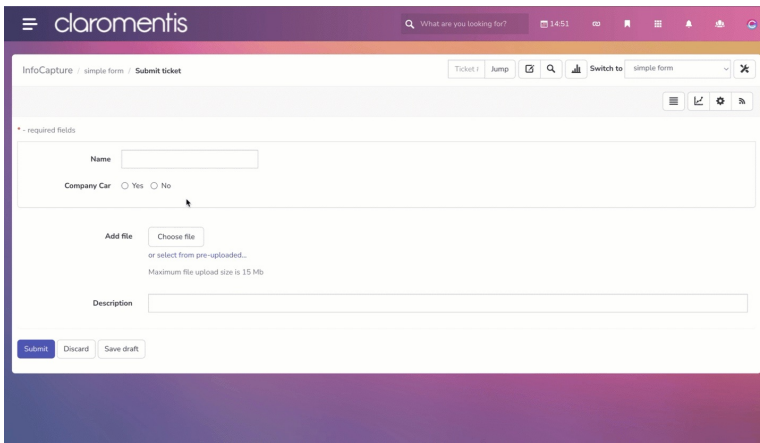 claromentis
What are you looking for?
14:51
InfoCapture / simple form / Submit ticket
Ticket
Jump
Switch to
simple form
* - required fields
Name
Company Car
Yes
No
Add file
Choose file
or select from pre-uploaded...
Maximum file upload size is 15 Mb
Description
Submit
Discard
Save draft